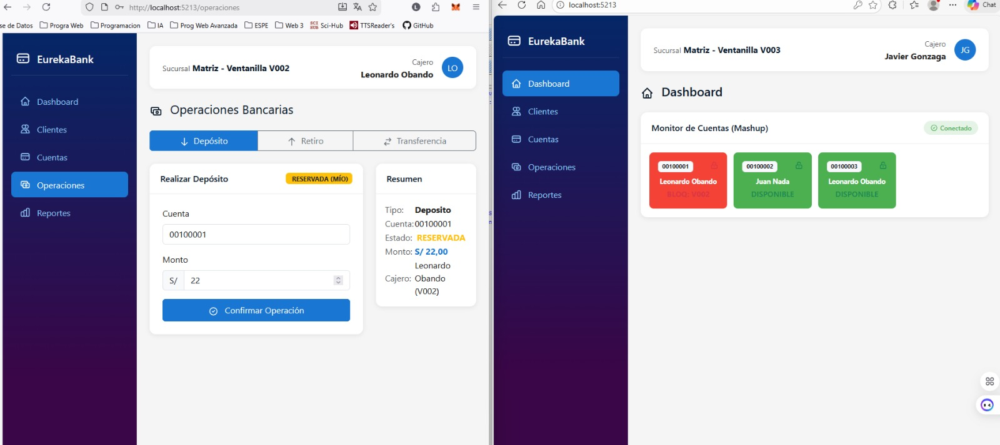 http://localhost:5213/operaciones
se de Datos
Progra Web
Programacion
IA
Prog Web Avanzada
ESPE
Web 3
SCI HUB
Sci-Hub
TTSReader's
GitHub
L
EurekaBank
Dashboard
Clientes
Cuentas
Operaciones
Reportes
Sucursal Matriz - Ventanilla V002
Cajero
Leonardo Obando
LO
Operaciones Bancarias
Depósito
Retiro
Transferencia
Realizar Depósito
RESERVADA (MÍO)
Cuenta
00100001
Monto
S/ 22
Confirmar Operación
Resumen
Tipo: Deposito
Cuenta: 00100001
Estado: RESERVADA
Monto: S/ 22,00
Cajero: Leonardo Obando (V002)
localhost:5213
Chat
EurekaBank
Dashboard
Clientes
Cuentas
Operaciones
Reportes
Sucursal Matriz - Ventanilla V003
Cajero
Javier Gonzaga
JG
Dashboard
Monitor de Cuentas (Mashup)
Conectado
00100001
Leonardo Obando
BLOQ: V002
00100002
Juan Nada
DISPONIBLE
00100003
Leonardo Obando
DISPONIBLE